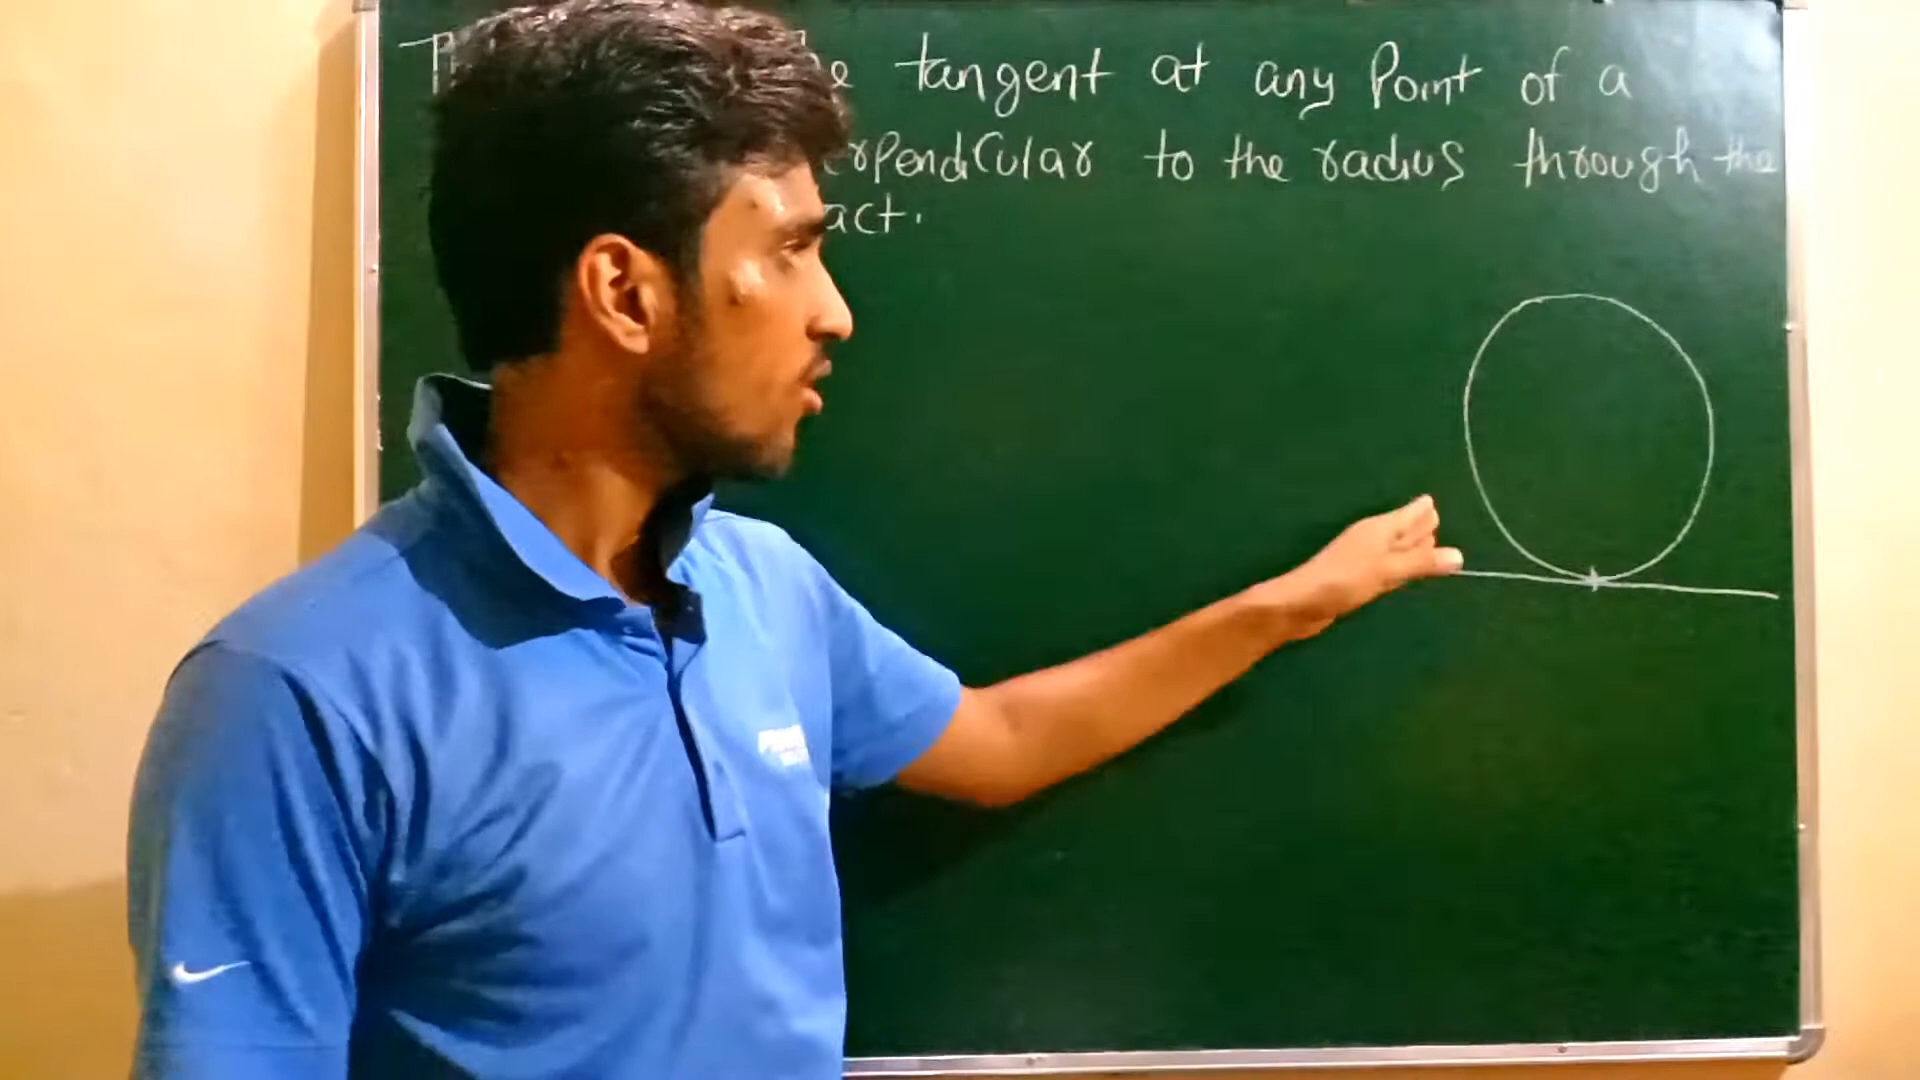 tangent at any Point of a
erpendicular to the radius through the
act.